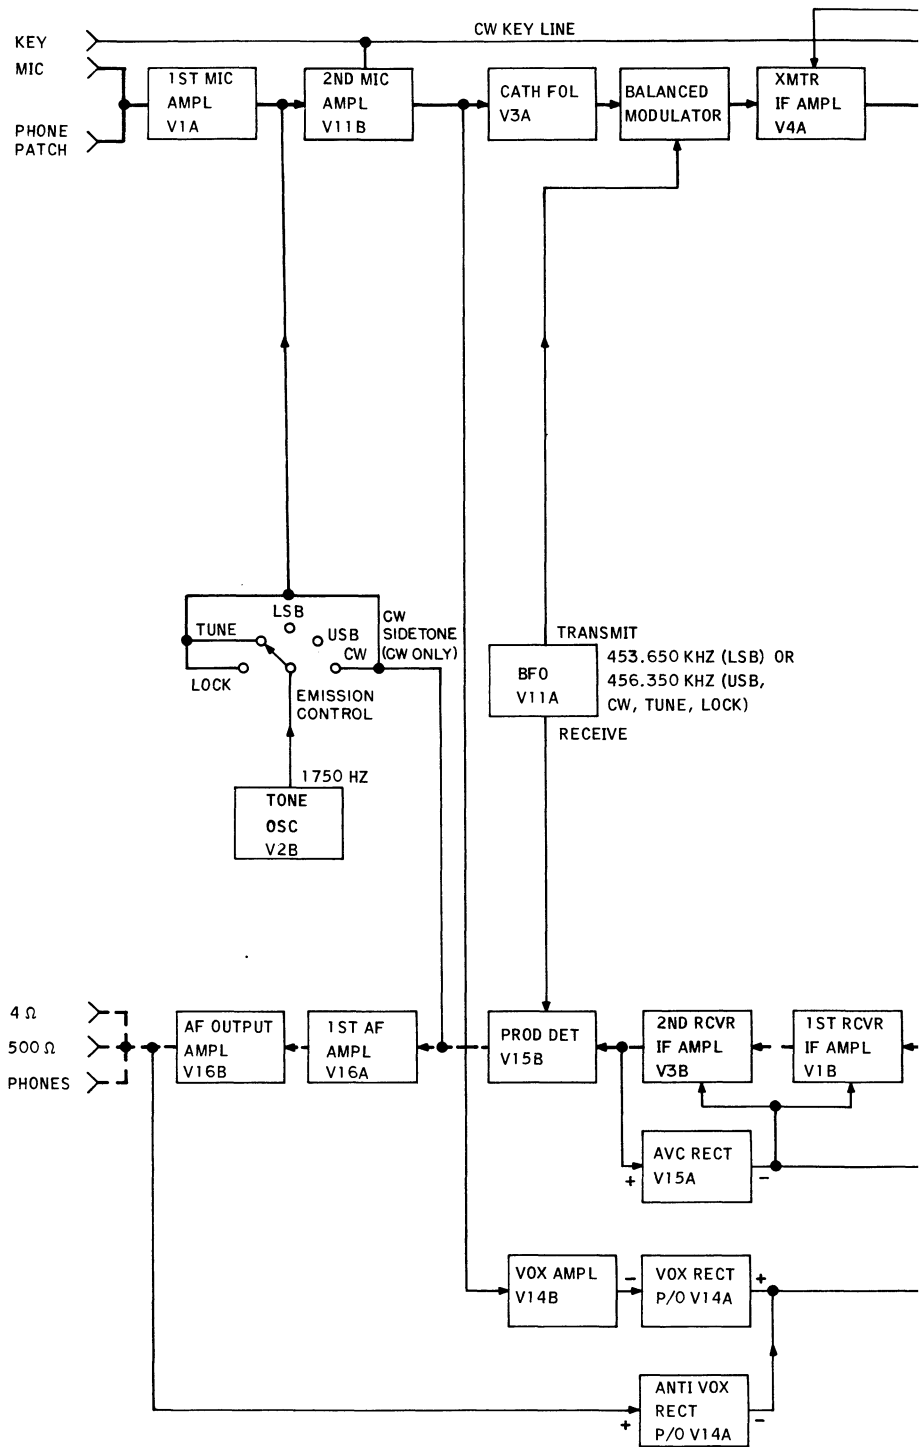 CW KEY LINE
KEY
MIC
PHONE
PATCH
1ST MIC
AMPL
V1A
2ND MIC
AMPL
V11B
CATH FOL
V3A
BALANCED
MODULATOR
XMTR
IF AMPL
V4A
LSB
TUNE
USB
CW
LOCK
CW
SIDETONE
(CW ONLY)
EMISSION
CONTROL
1750 HZ
TONE
OSC
V2B
TRANSMIT
BFO
V11A
453.650 KHZ (LSB) OR
456.350 KHZ (USB,
CW, TUNE, LOCK)
RECEIVE
4 Ω
500 Ω
PHONES
AF OUTPUT
AMPL
V16B
1ST AF
AMPL
V16A
PROD DET
V15B
2ND RCVR
IF AMPL
V3B
1ST RCVR
IF AMPL
V1B
AVC RECT
V15A
+ −
VOX AMPL
V14B
−
VOX RECT
P/O V14A
+
ANTI VOX
RECT
P/O V14A
+ −